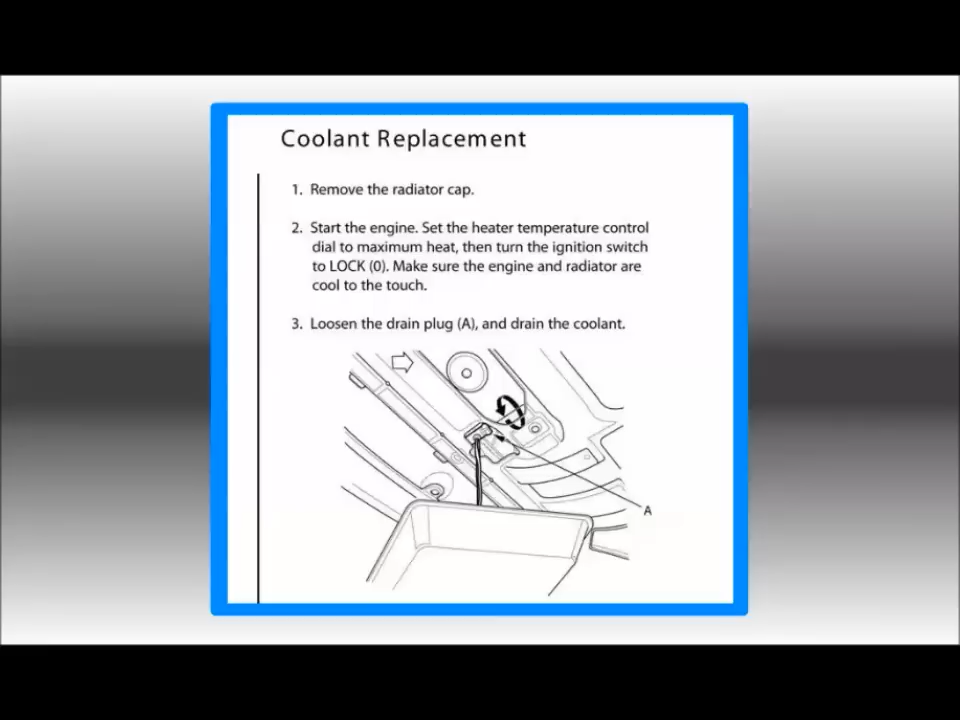 Coolant Replacement
1. Remove the radiator cap.
2. Start the engine. Set the heater temperature control
dial to maximum heat, then turn the ignition switch
to LOCK (0). Make sure the engine and radiator are
cool to the touch.
3. Loosen the drain plug (A), and drain the coolant.
A